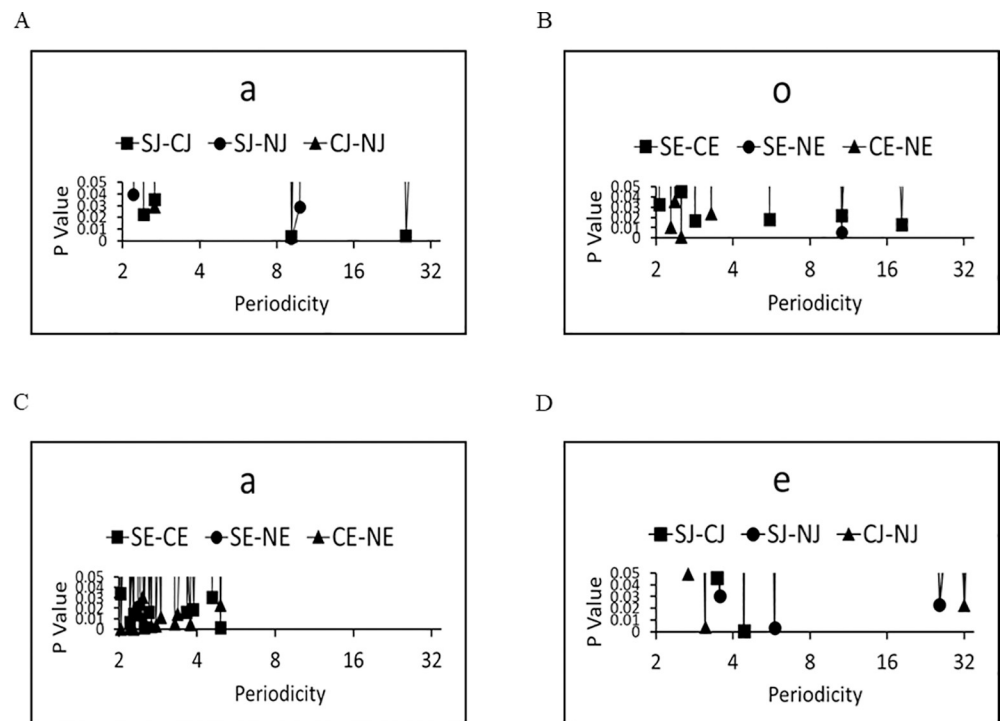 A
a
SJ-CJ SJ-NJ CJ-NJ
P Value
0.05
0.04
0.03
0.02
0.01
0
2 4 8 16 32
Periodicity
B
o
SE-CE SE-NE CE-NE
P Value
0.05
0.04
0.03
0.02
0.01
0
2 4 8 16 32
Periodicity
C
a
SE-CE SE-NE CE-NE
P Value
0.05
0.04
0.03
0.02
0.01
0
2 4 8 16 32
Periodicity
D
e
SJ-CJ SJ-NJ CJ-NJ
P Value
0.05
0.04
0.03
0.02
0.01
0
2 4 8 16 32
Periodicity